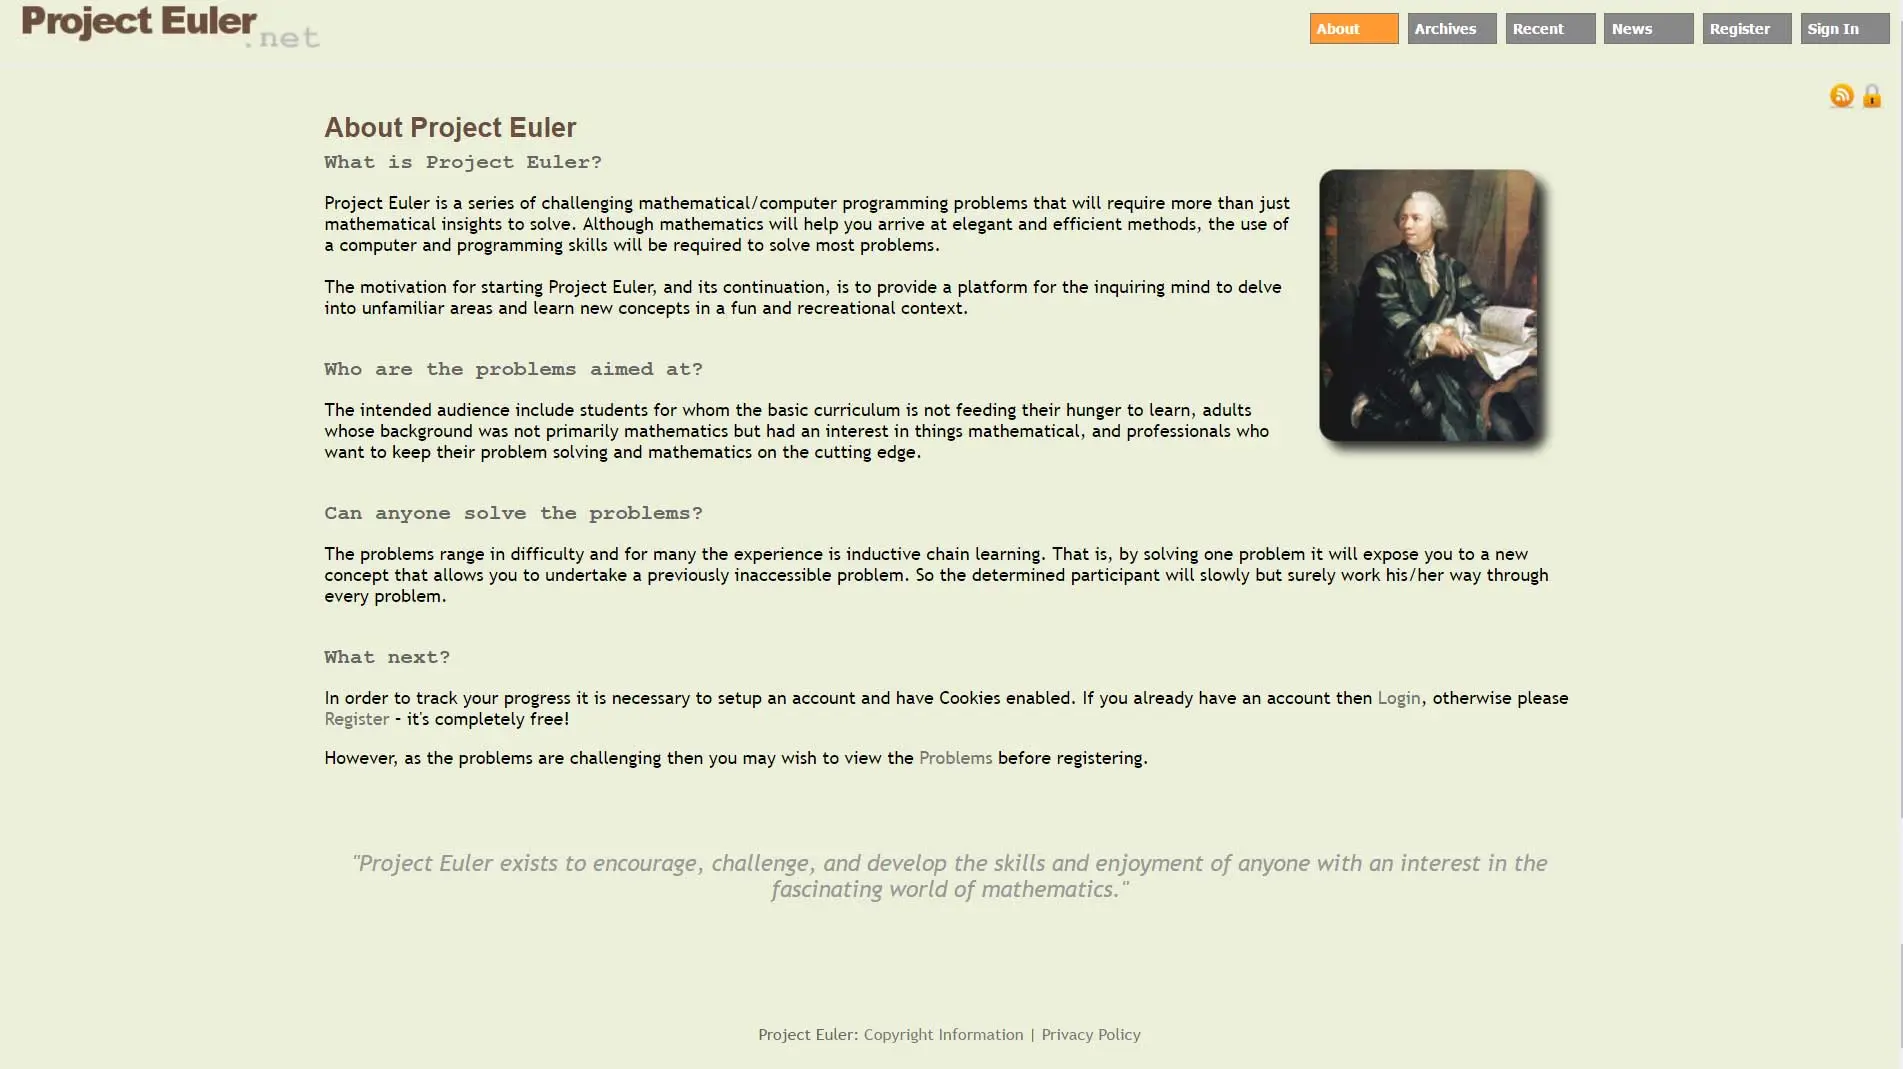 Project Euler
.net
About
Archives
Recent
News
Register
Sign In
About Project Euler
What is Project Euler?
Project Euler is a series of challenging mathematical/computer programming problems that will require more than just
mathematical insights to solve. Although mathematics will help you arrive at elegant and efficient methods, the use of
a computer and programming skills will be required to solve most problems.
The motivation for starting Project Euler, and its continuation, is to provide a platform for the inquiring mind to delve
into unfamiliar areas and learn new concepts in a fun and recreational context.
Who are the problems aimed at?
The intended audience include students for whom the basic curriculum is not feeding their hunger to learn, adults
whose background was not primarily mathematics but had an interest in things mathematical, and professionals who
want to keep their problem solving and mathematics on the cutting edge.
Can anyone solve the problems?
The problems range in difficulty and for many the experience is inductive chain learning. That is, by solving one problem it will expose you to a new
concept that allows you to undertake a previously inaccessible problem. So the determined participant will slowly but surely work his/her way through
every problem.
What next?
In order to track your progress it is necessary to setup an account and have Cookies enabled. If you already have an account then Login, otherwise please
Register - it's completely free!
However, as the problems are challenging then you may wish to view the Problems before registering.
"Project Euler exists to encourage, challenge, and develop the skills and enjoyment of anyone with an interest in the
fascinating world of mathematics."
Project Euler: Copyright Information | Privacy Policy